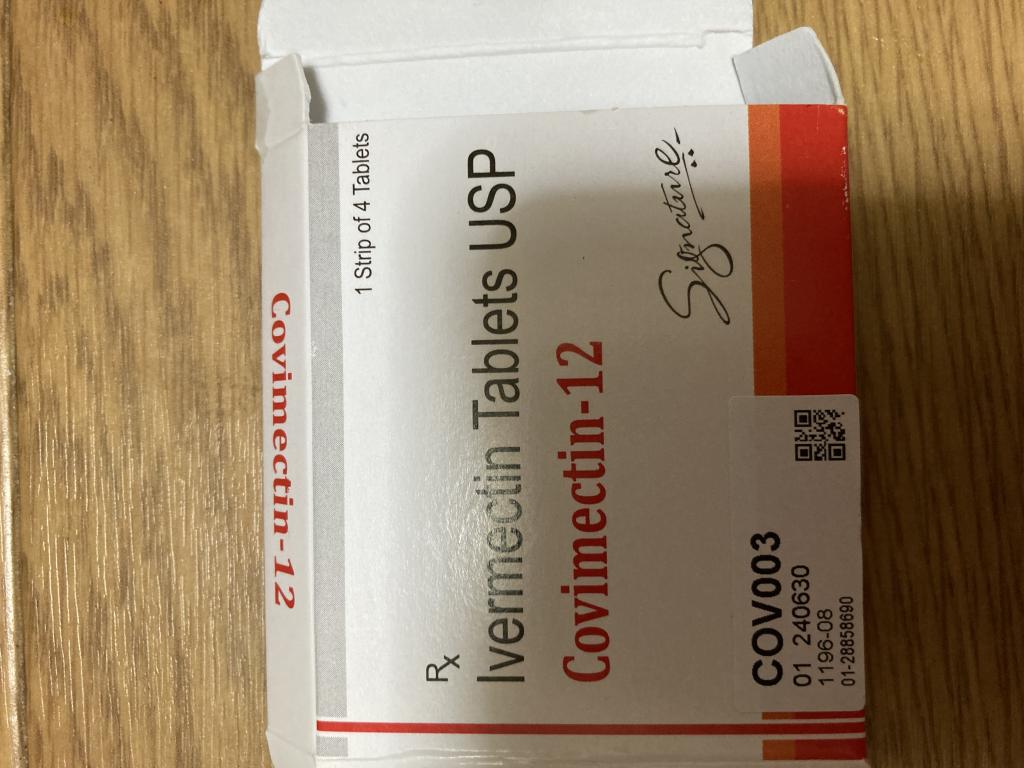 Covimectin-12
1 Strip of 4 Tablets
Rx
Ivermectin Tablets USP
Covimectin-12
Signature
COV003
01 240630
1196-08
01-28858690